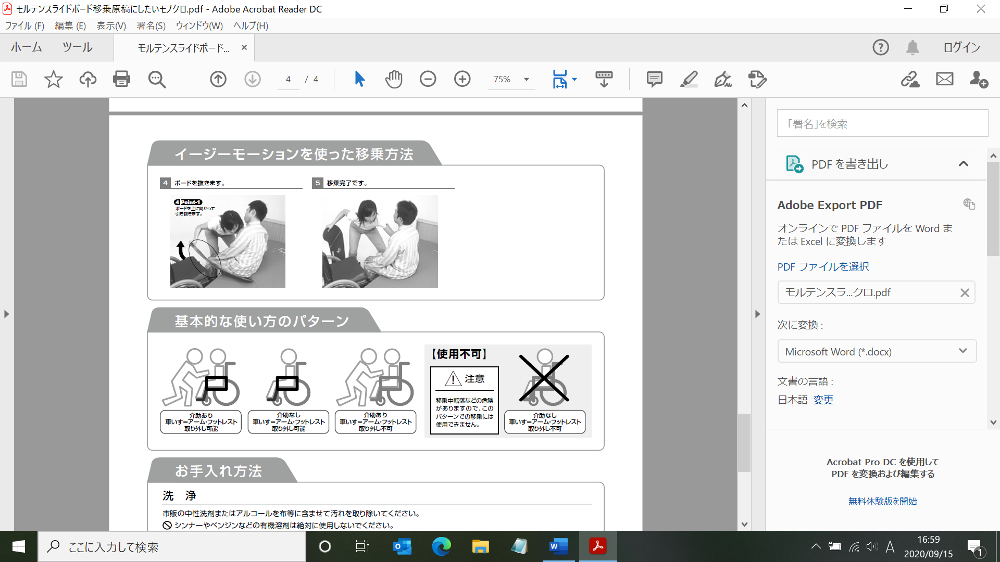 モルテンスライドボード移乗原稿にしたいモノクロ.pdf - Adobe Acrobat Reader DC
ファイル (F) 編集 (E) 表示(V) 署名(S) ウィンドウ(W) ヘルプ(H)
ホーム ツール モルテンスライドボード... × ? ログイン
4 / 4 75%
イージーモーションを使った移乗方法
4 ボードを抜きます。
4 Point-1
ボードを上に向かって
引き抜きます。
5 移乗完了です。
基本的な使い方のパターン
介助あり
車いす=アーム・フットレスト
取り外し可能
介助なし
車いす=アーム・フットレスト
取り外し可能
介助あり
車いす=アーム・フットレスト
取り外し不可
【使用不可】
注意
移乗中転落などの危険
がありますので、この
パターンでの移乗には
使用できません。
介助なし
車いす=アーム・フットレスト
取り外し不可
お手入れ方法
洗 浄
市販の中性洗剤またはアルコールを布等に含ませて汚れを取り除いてください。
シンナーやベンジンなどの有機溶剤は絶対に使用しないでください。
「署名」を検索
PDF を書き出し
Adobe Export PDF
オンラインで PDF ファイルを Word ま
たは Excel に変換します
PDF ファイルを選択
モルテンスラ...クロ.pdf
次に変換 :
Microsoft Word (*.docx)
文書の言語 :
日本語 変更
Acrobat Pro DC を使用して
PDF を変換および編集する
無料体験版を開始
ここに入力して検索
A
16:59
2020/09/15
1